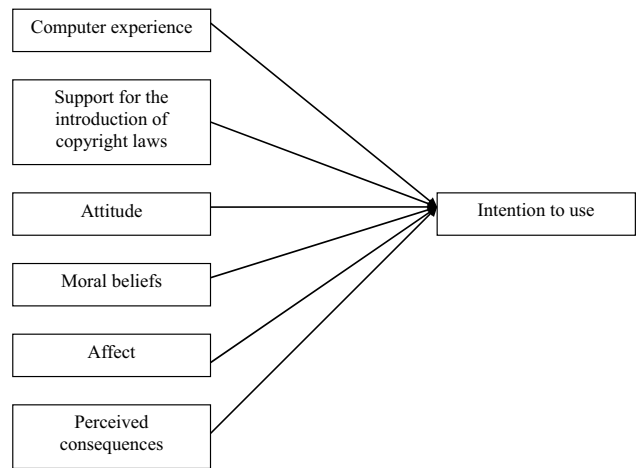 Computer experience
Support for the
introduction of
copyright laws
Attitude
Intention to use
Moral beliefs
Affect
Perceived
consequences